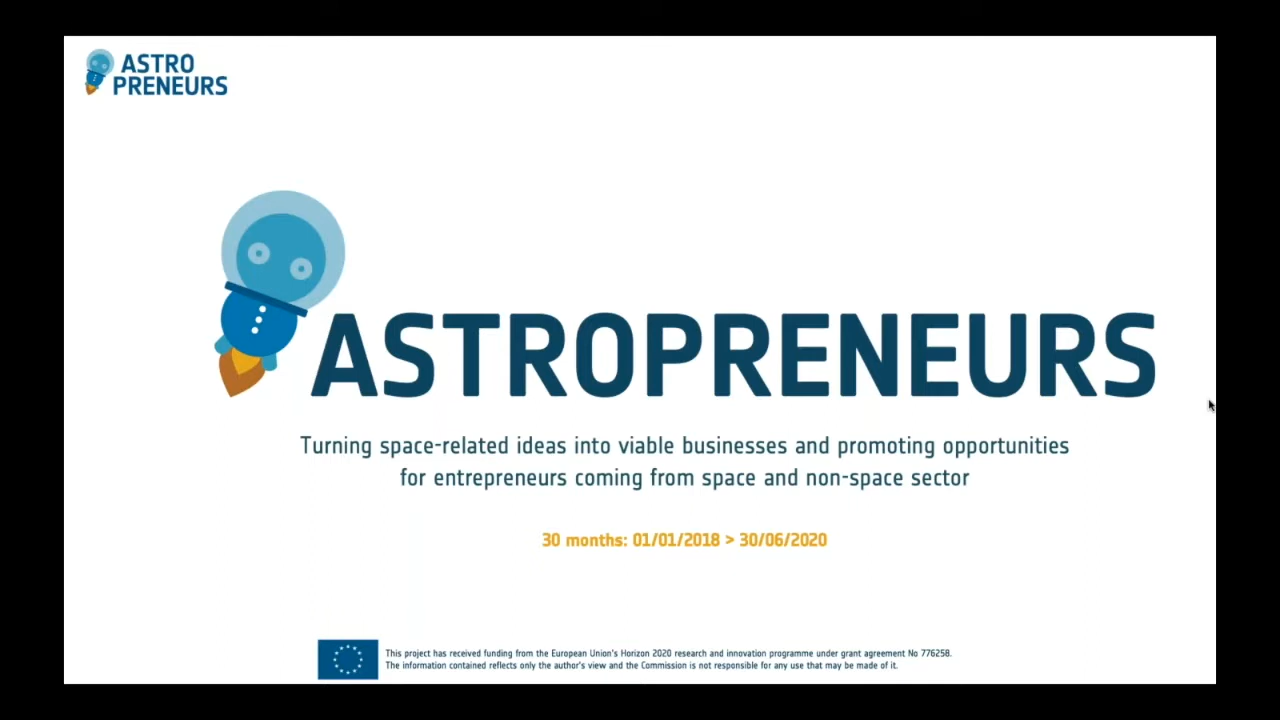 ASTRO
PRENEURS
ASTROPRENEURS
Turning space-related ideas into viable businesses and promoting opportunities
for entrepreneurs coming from space and non-space sector
30 months: 01/01/2018 > 30/06/2020
This project has received funding from the European Union's Horizon 2020 research and innovation programme under grant agreement No 776258.
The information contained reflects only the author's view and the Commission is not responsible for any use that may be made of it.